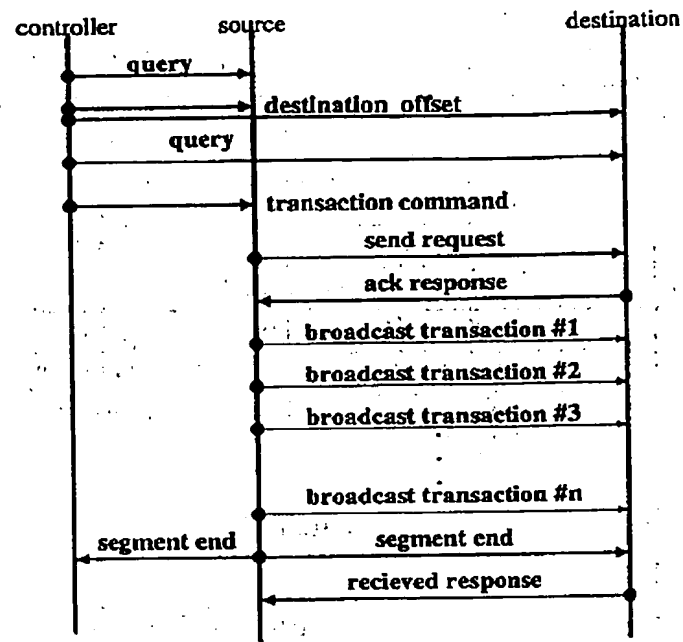 controller source destination
query
destination offset
query
transaction command
send request
ack response
broadcast transaction #1
broadcast transaction #2
broadcast transaction #3
broadcast transaction #n
segment end segment end
recieved response